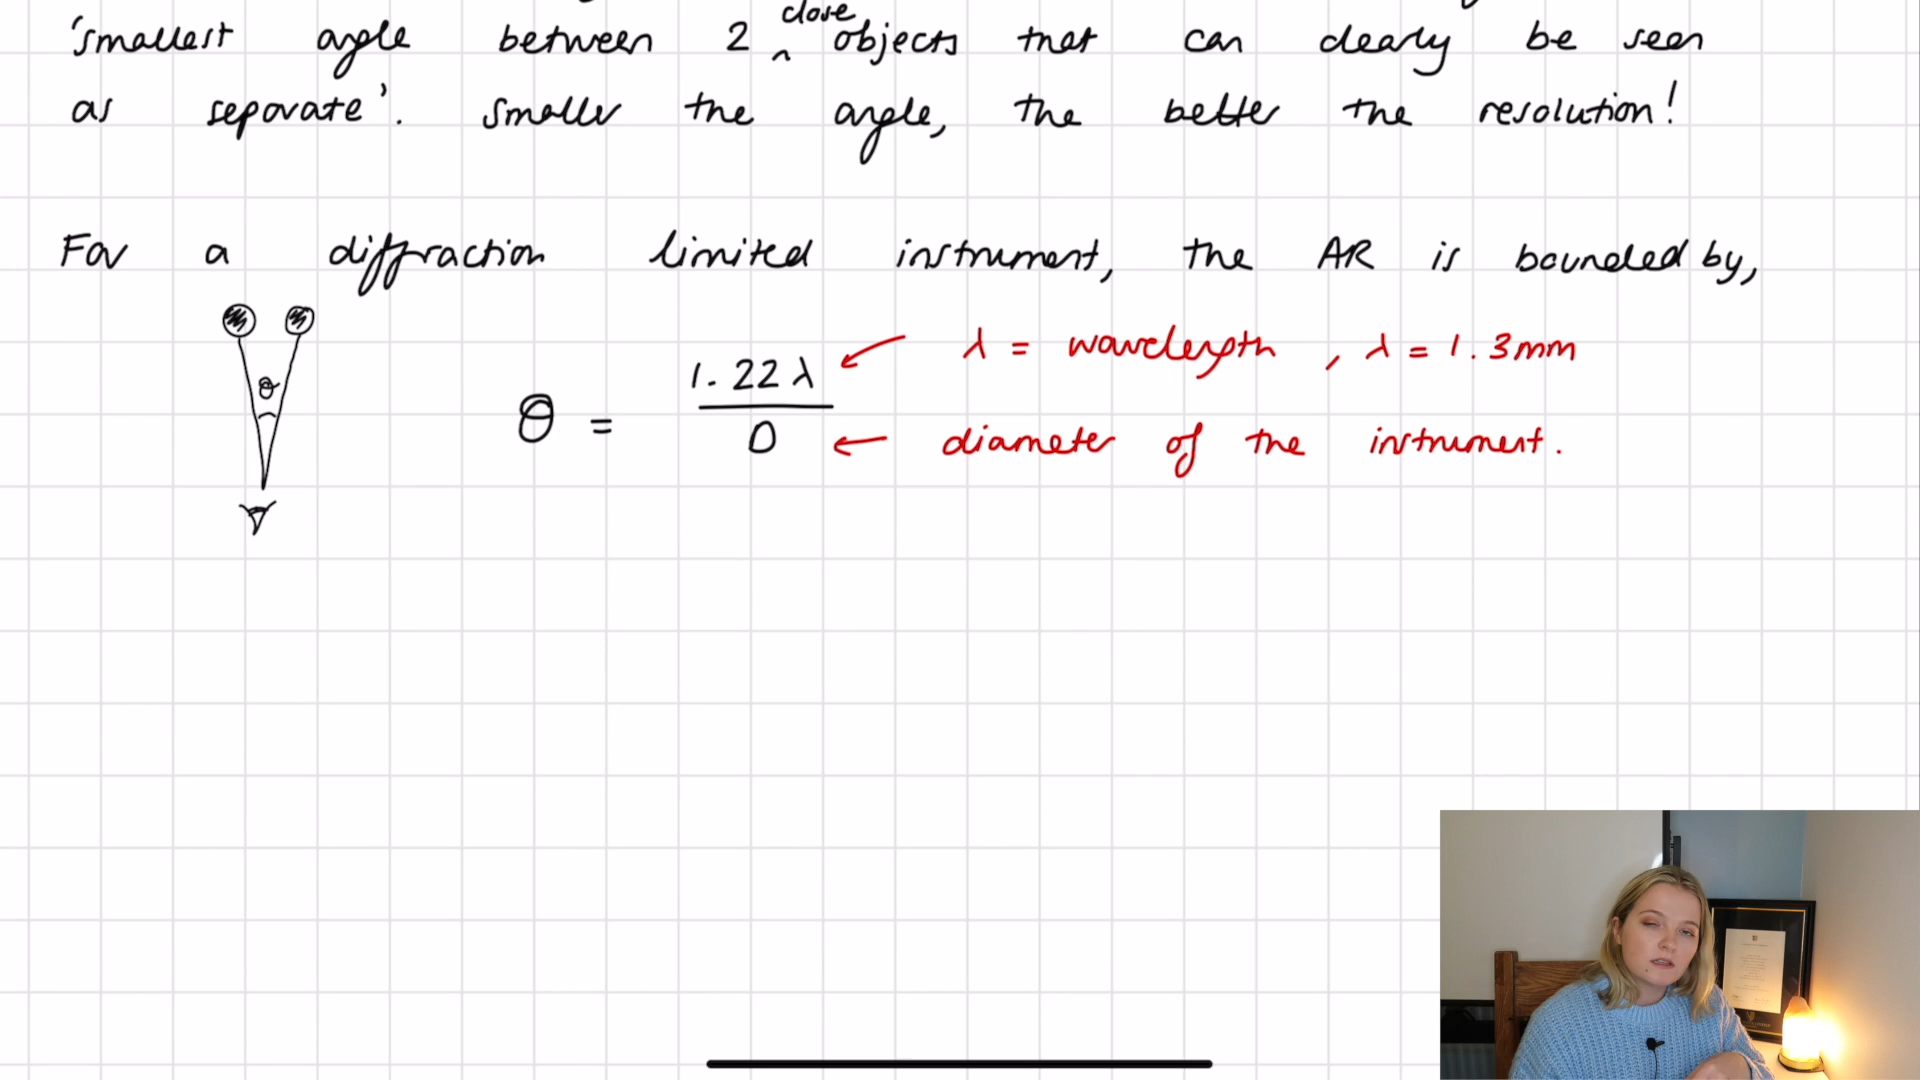 close
'smallest angle between 2 ^ objects that can clearly be seen
as separate'. Smaller the angle, the better the resolution!
For a diffraction limited instrument, the AR is bounded by,
θ
θ = 1.22λ / D
λ = wavelength , λ = 1.3mm
diameter of the instrument.